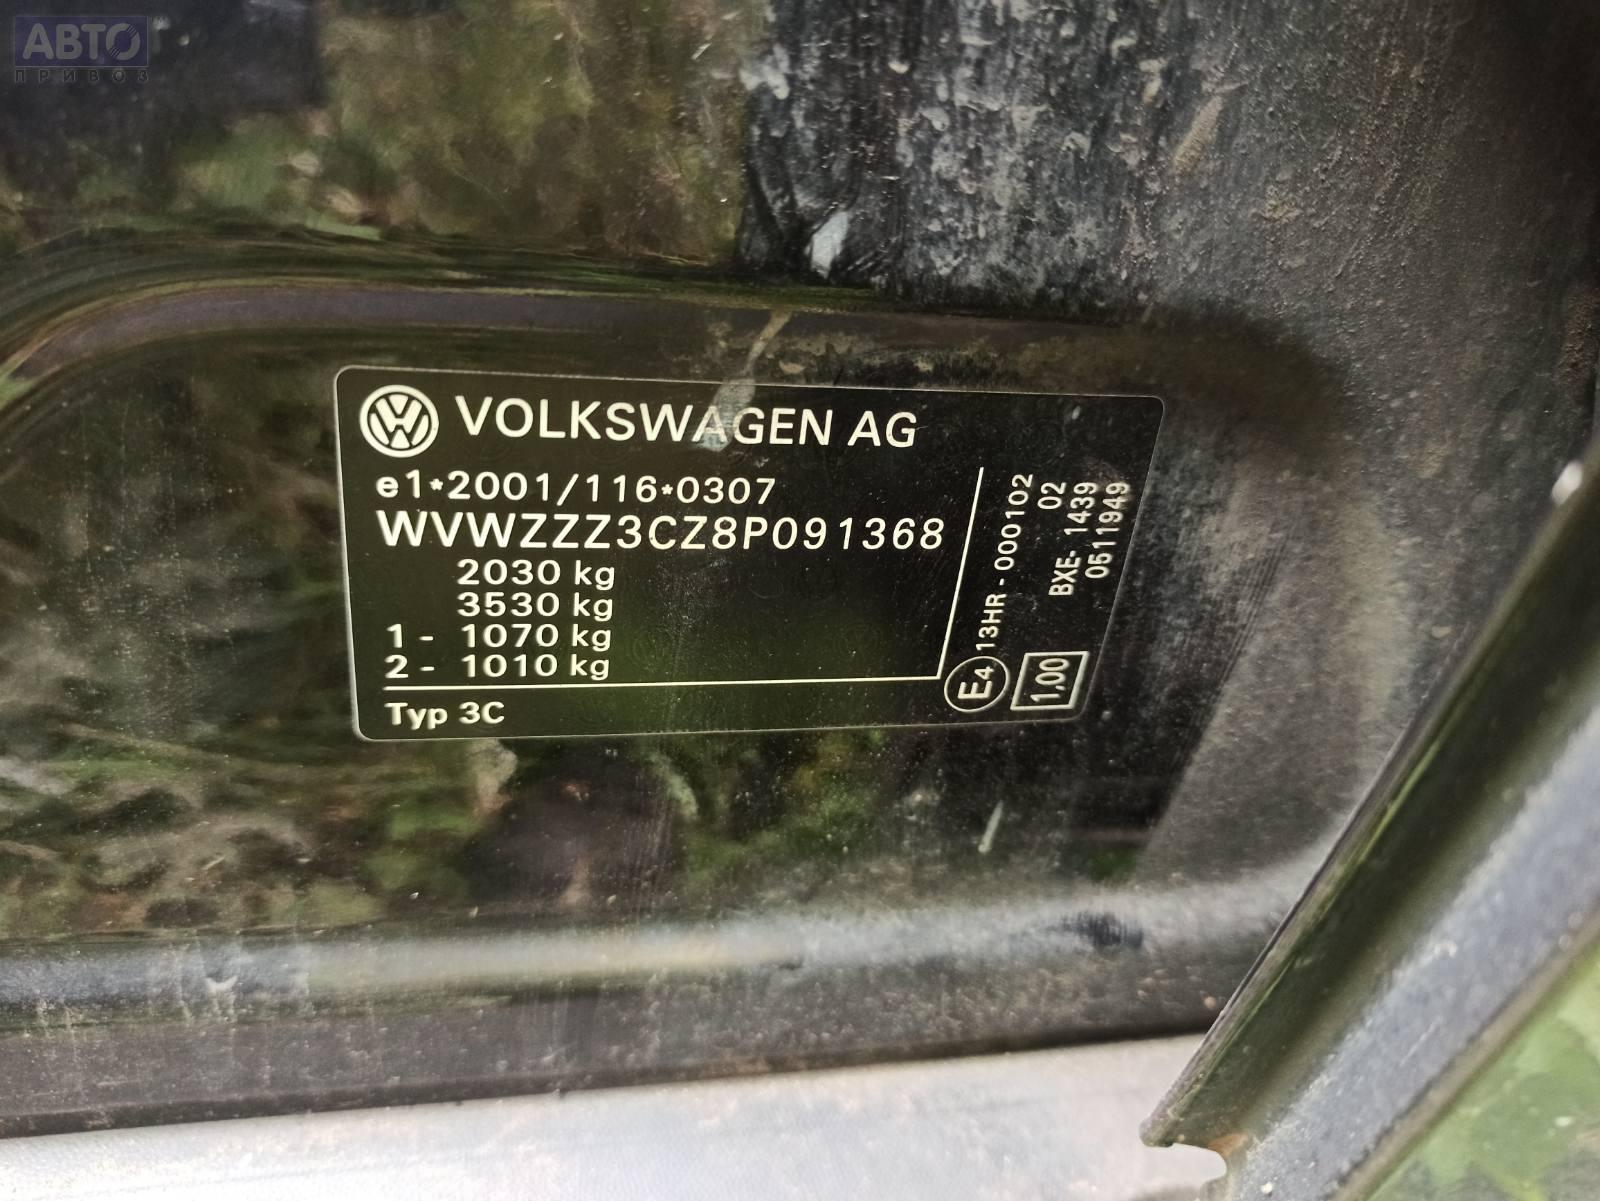 АВТО
ПРИВОЗ
VOLKSWAGEN AG
e1*2001/116*0307
WVWZZZ3CZ8P091368
2030 kg
3530 kg
1 - 1070 kg
2 - 1010 kg
Typ 3C
E4 13HR - 000102
02
BXE- 1439
0511949
1,00